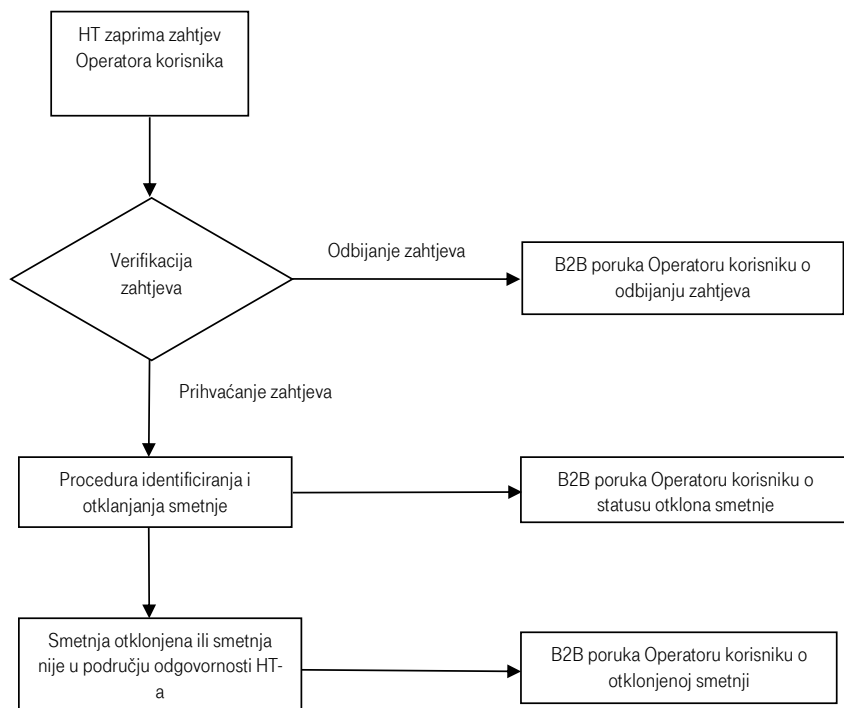 HT zaprima zahtjev
Operatora korisnika
Verifikacija
zahtjeva
Odbijanje zahtjeva
B2B poruka Operatoru korisniku o
odbijanju zahtjeva
Prihvaćanje zahtjeva
Procedura identificiranja i
otklanjanja smetnje
B2B poruka Operatoru korisniku o
statusu otklona smetnje
Smetnja otklonjena ili smetnja
nije u području odgovornosti HT-
a
B2B poruka Operatoru korisniku o
otklonjenoj smetnji